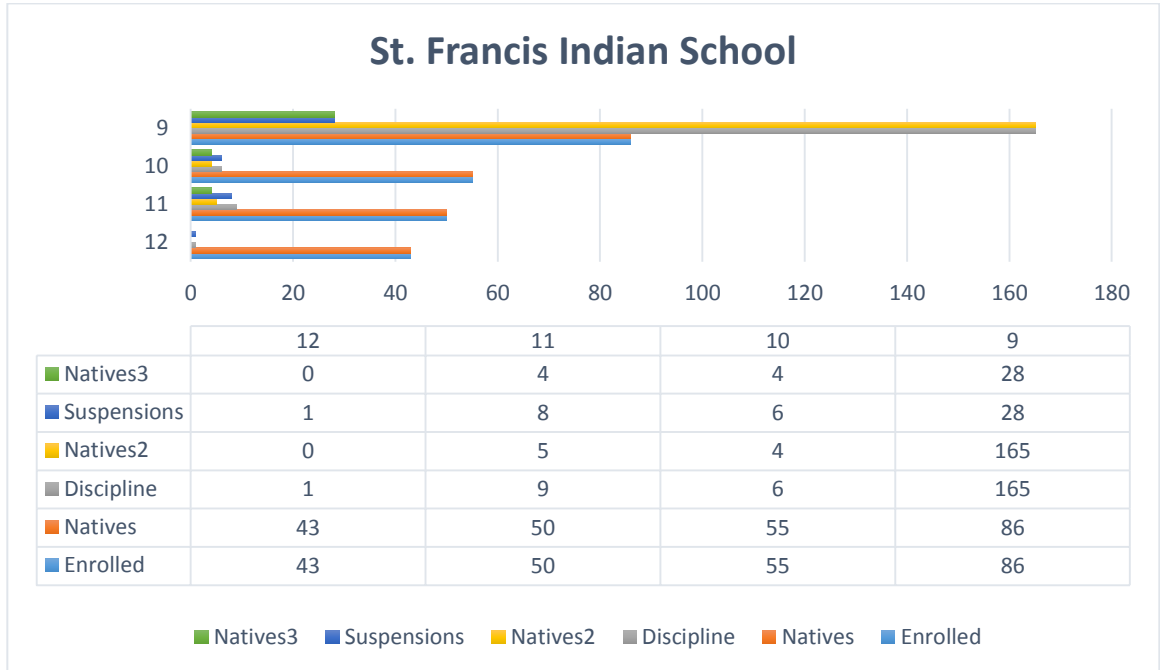 St. Francis Indian School
9
10
11
12
0 20 40 60 80 100 120 140 160 180
12 11 10 9
Natives3 0 4 4 28
Suspensions 1 8 6 28
Natives2 0 5 4 165
Discipline 1 9 6 165
Natives 43 50 55 86
Enrolled 43 50 55 86
Natives3 Suspensions Natives2 Discipline Natives Enrolled